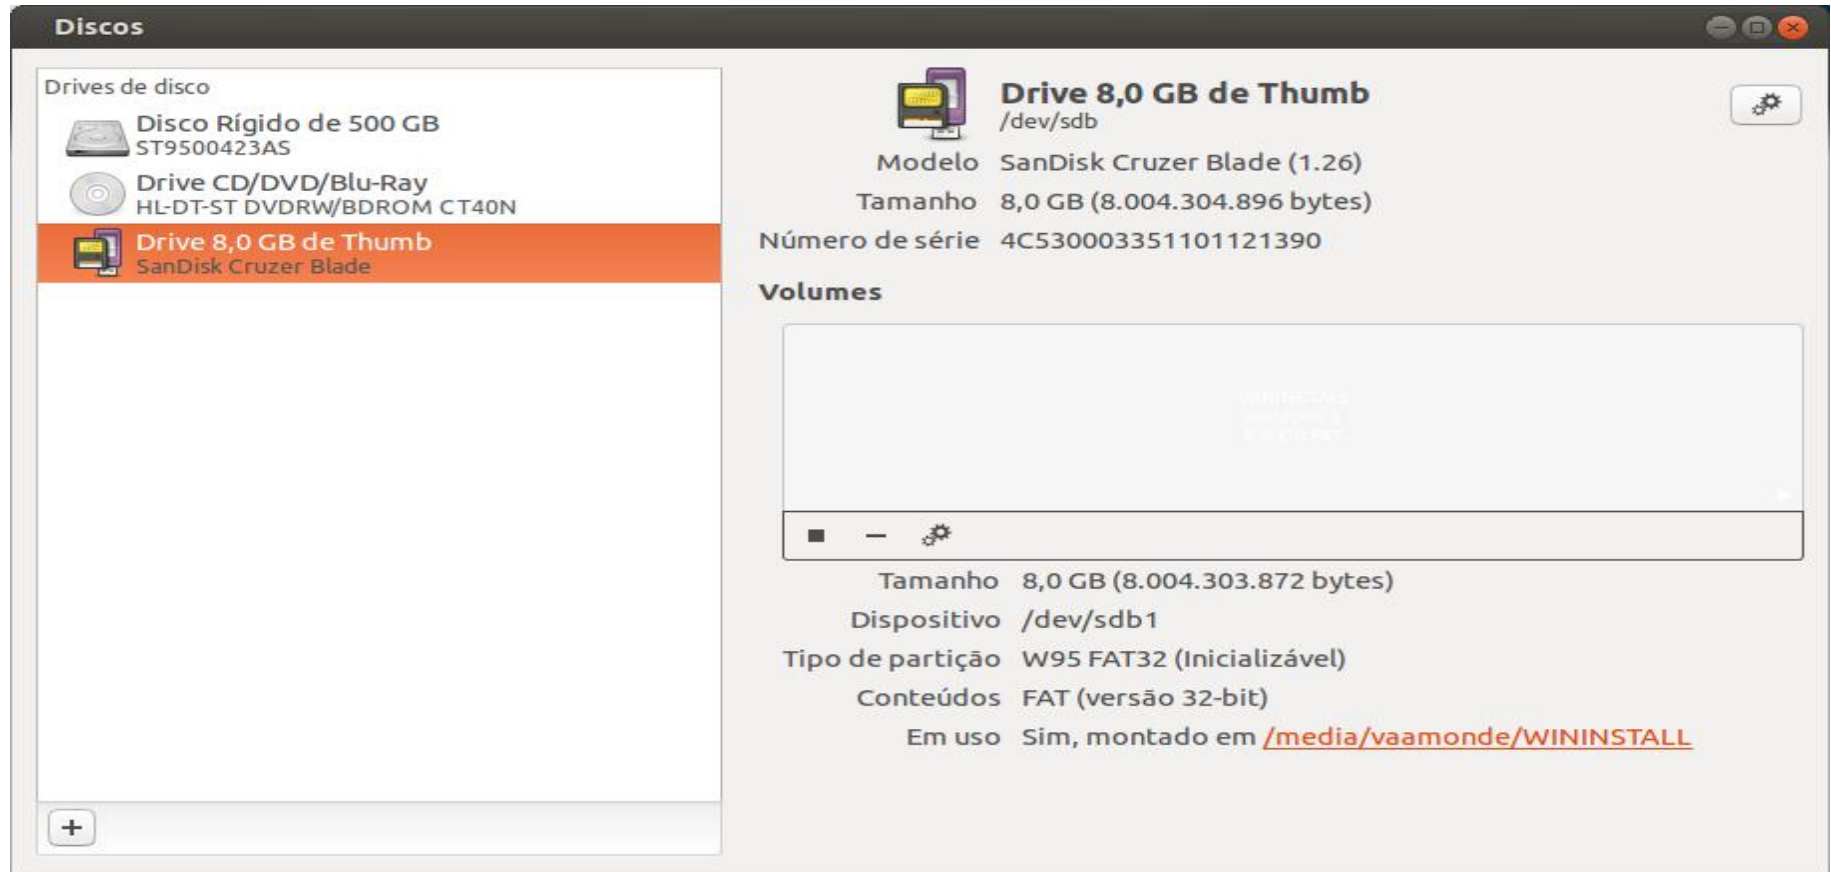 Discos
Drives de disco
Disco Rígido de 500 GB
ST9500423AS
Drive CD/DVD/Blu-Ray
HL-DT-ST DVDRW/BDROM CT40N
Drive 8,0 GB de Thumb
SanDisk Cruzer Blade
Drive 8,0 GB de Thumb
/dev/sdb
Modelo SanDisk Cruzer Blade (1.26)
Tamanho 8,0 GB (8.004.304.896 bytes)
Número de série 4C530003351101121390
Volumes
WININSTALL
Tamanho 8,0 GB (8.004.303.872 bytes)
Dispositivo /dev/sdb1
Tipo de partição W95 FAT32 (Inicializável)
Conteúdos FAT (versão 32-bit)
Em uso Sim, montado em /media/vaamonde/WININSTALL